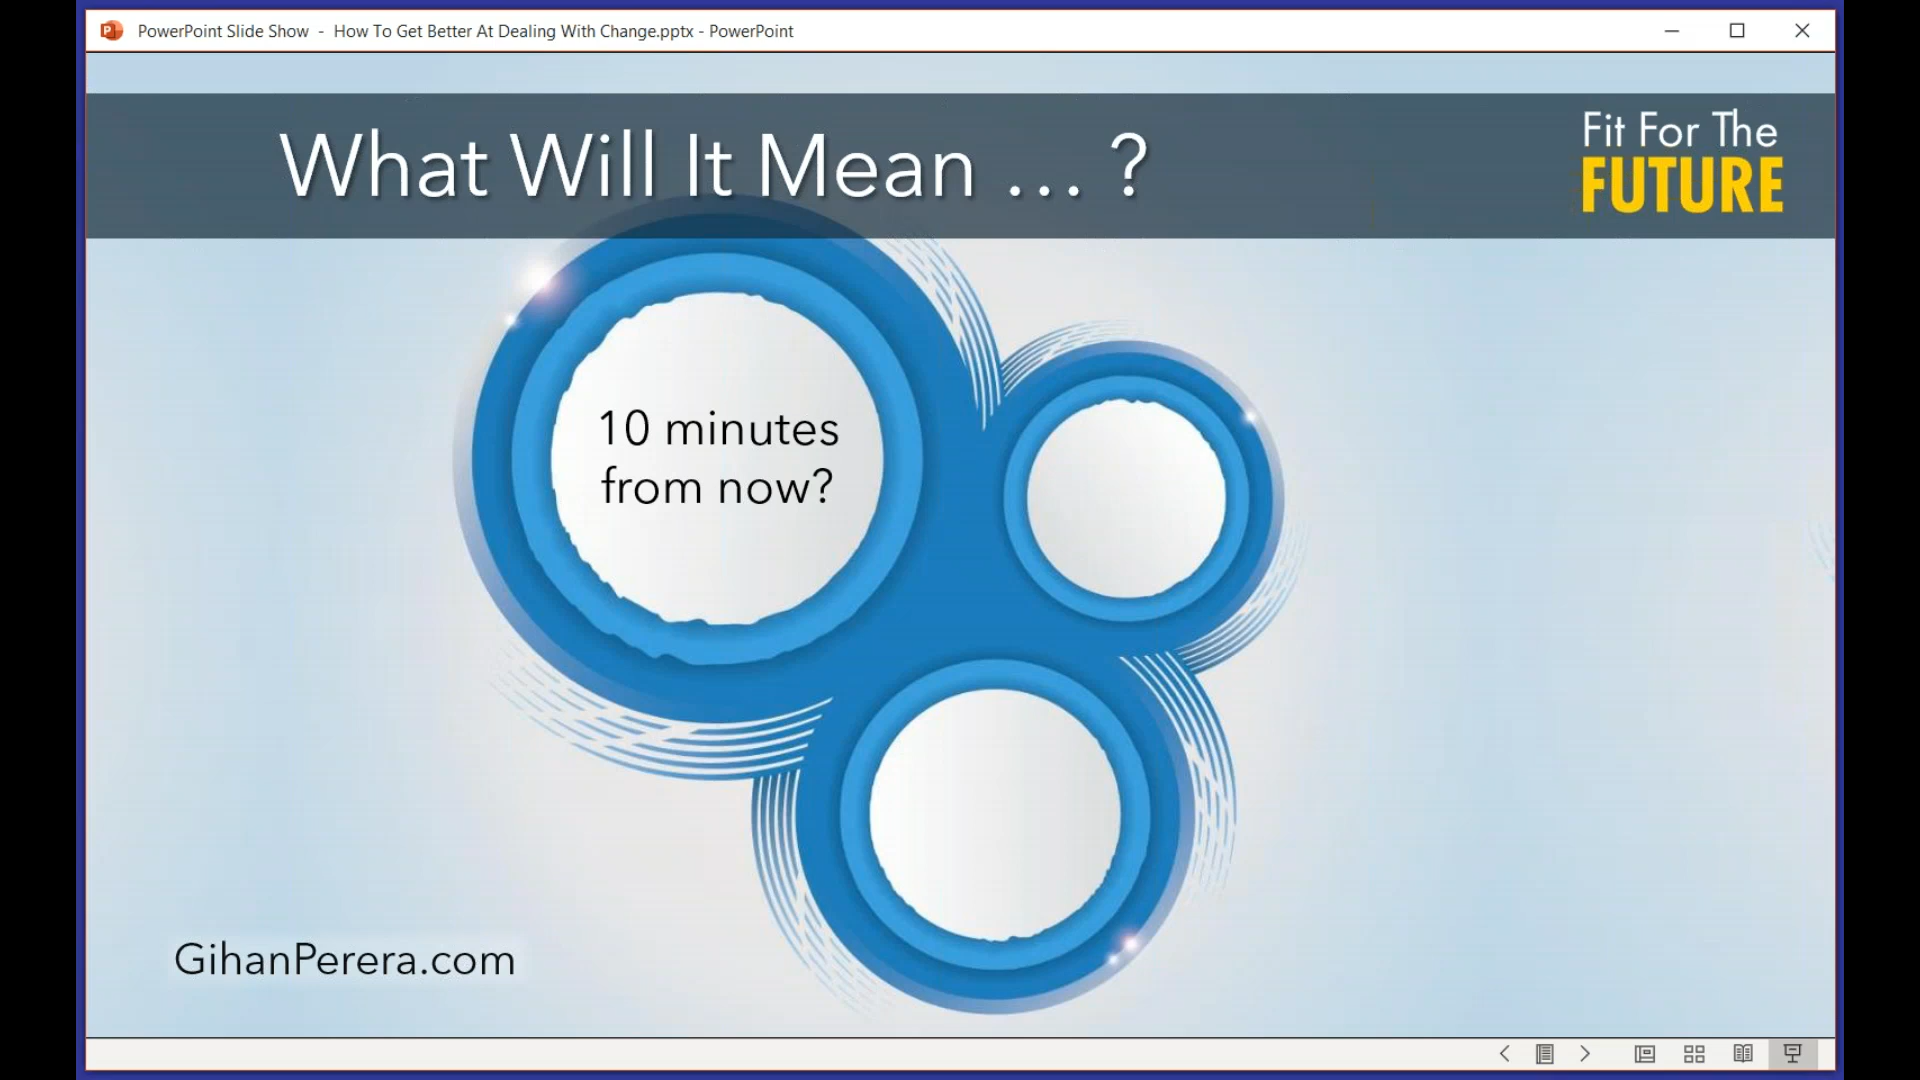 PowerPoint Slide Show - How To Get Better At Dealing With Change.pptx - PowerPoint
What Will It Mean ... ?
Fit For The
FUTURE
10 minutes
from now?
GihanPerera.com